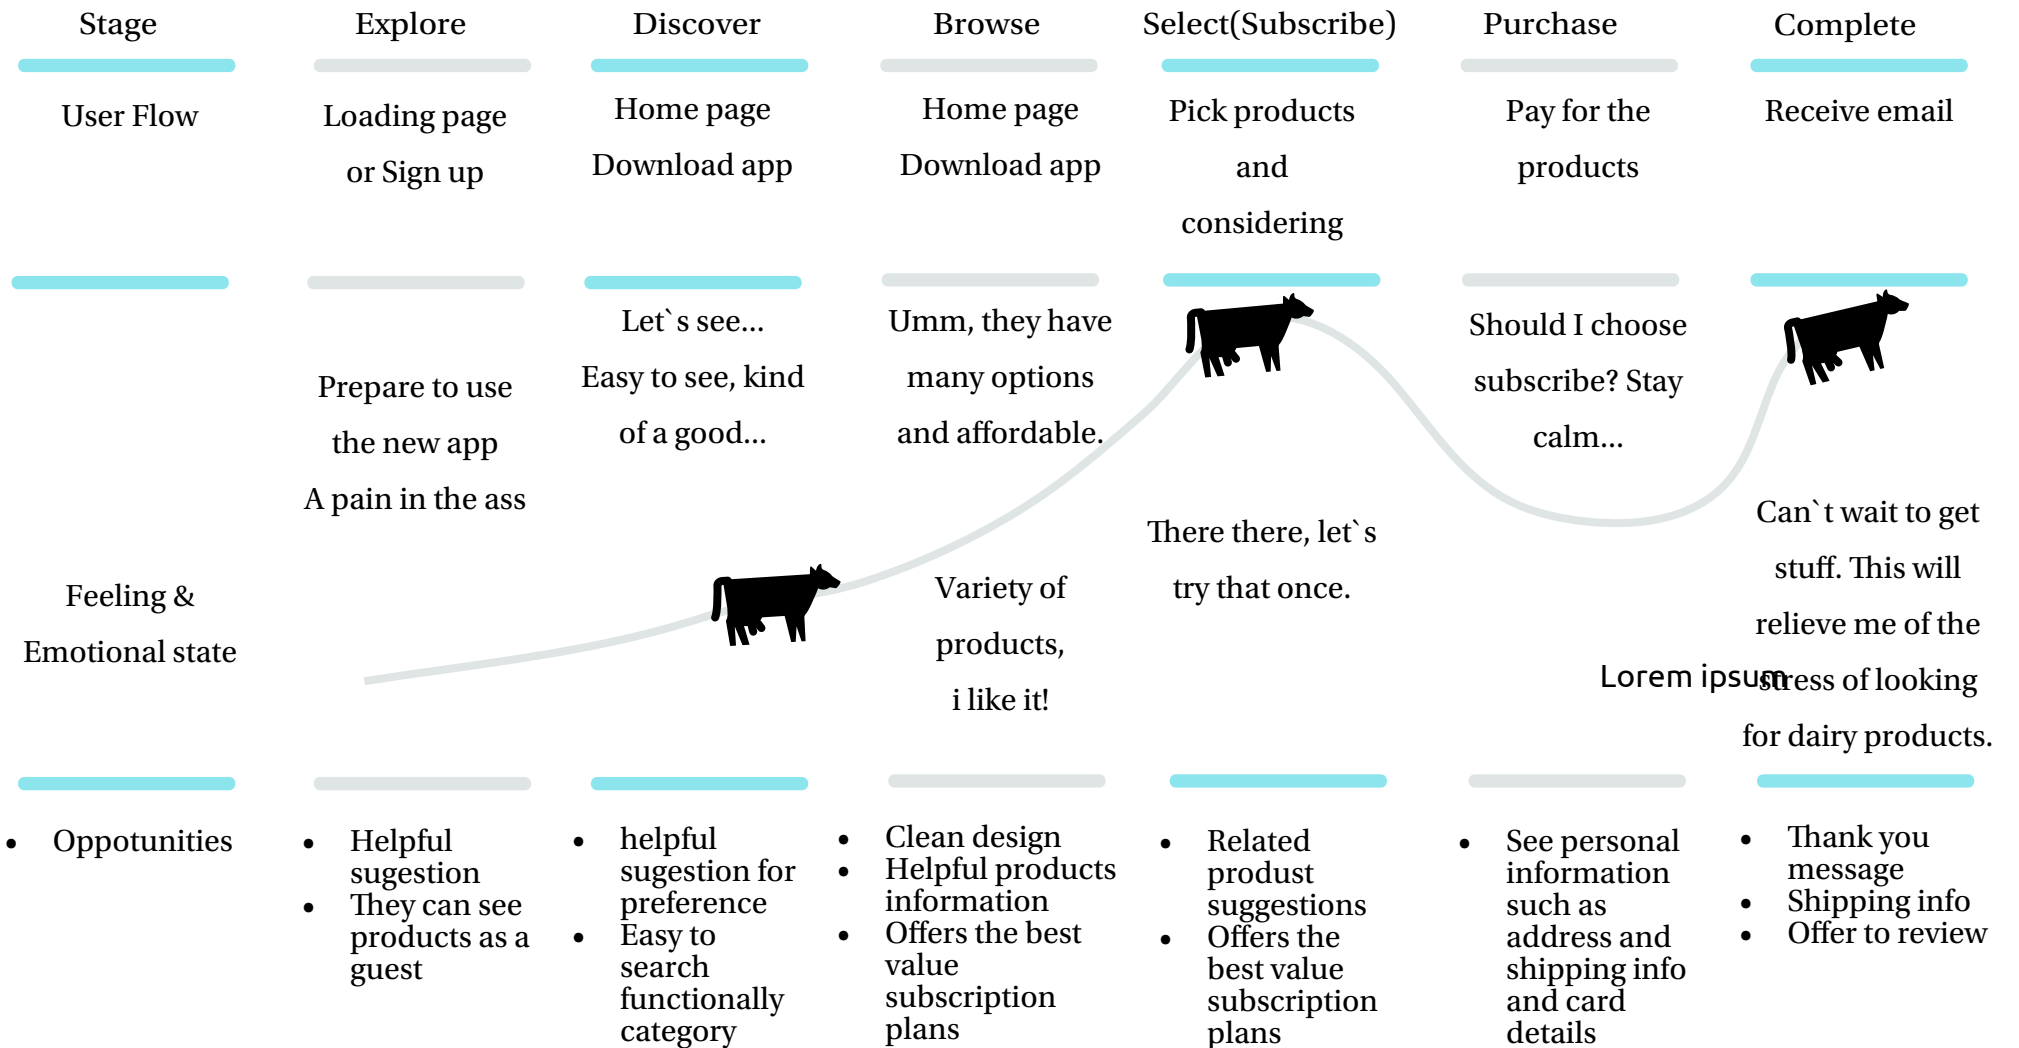 Stage
Explore
Discover
Browse
Select(Subscribe)
Purchase
Complete
User Flow
Loading page
or Sign up
Home page
Download app
Home page
Download app
Pick products
and
considering
Pay for the
products
Receive email
Feeling &
Emotional state
Prepare to use
the new app
A pain in the ass
Let`s see...
Easy to see, kind
of a good...
Umm, they have
many options
and affordable.
Variety of
products,
i like it!
There there, let`s
try that once.
Should I choose
subscribe? Stay
calm...
Lorem ipsum
Can`t wait to get
stuff. This will
relieve me of the
stress of looking
for dairy products.
• Oppotunities
• Helpful
sugestion
• They can see
products as a
guest
• helpful
sugestion for
preference
• Easy to
search
functionally
category
• Clean design
• Helpful products
information
• Offers the best
value
subscription
plans
• Related
produst
suggestions
• Offers the
best value
subscription
plans
• See personal
information
such as
address and
shipping info
and card
details
• Thank you
message
• Shipping info
• Offer to review